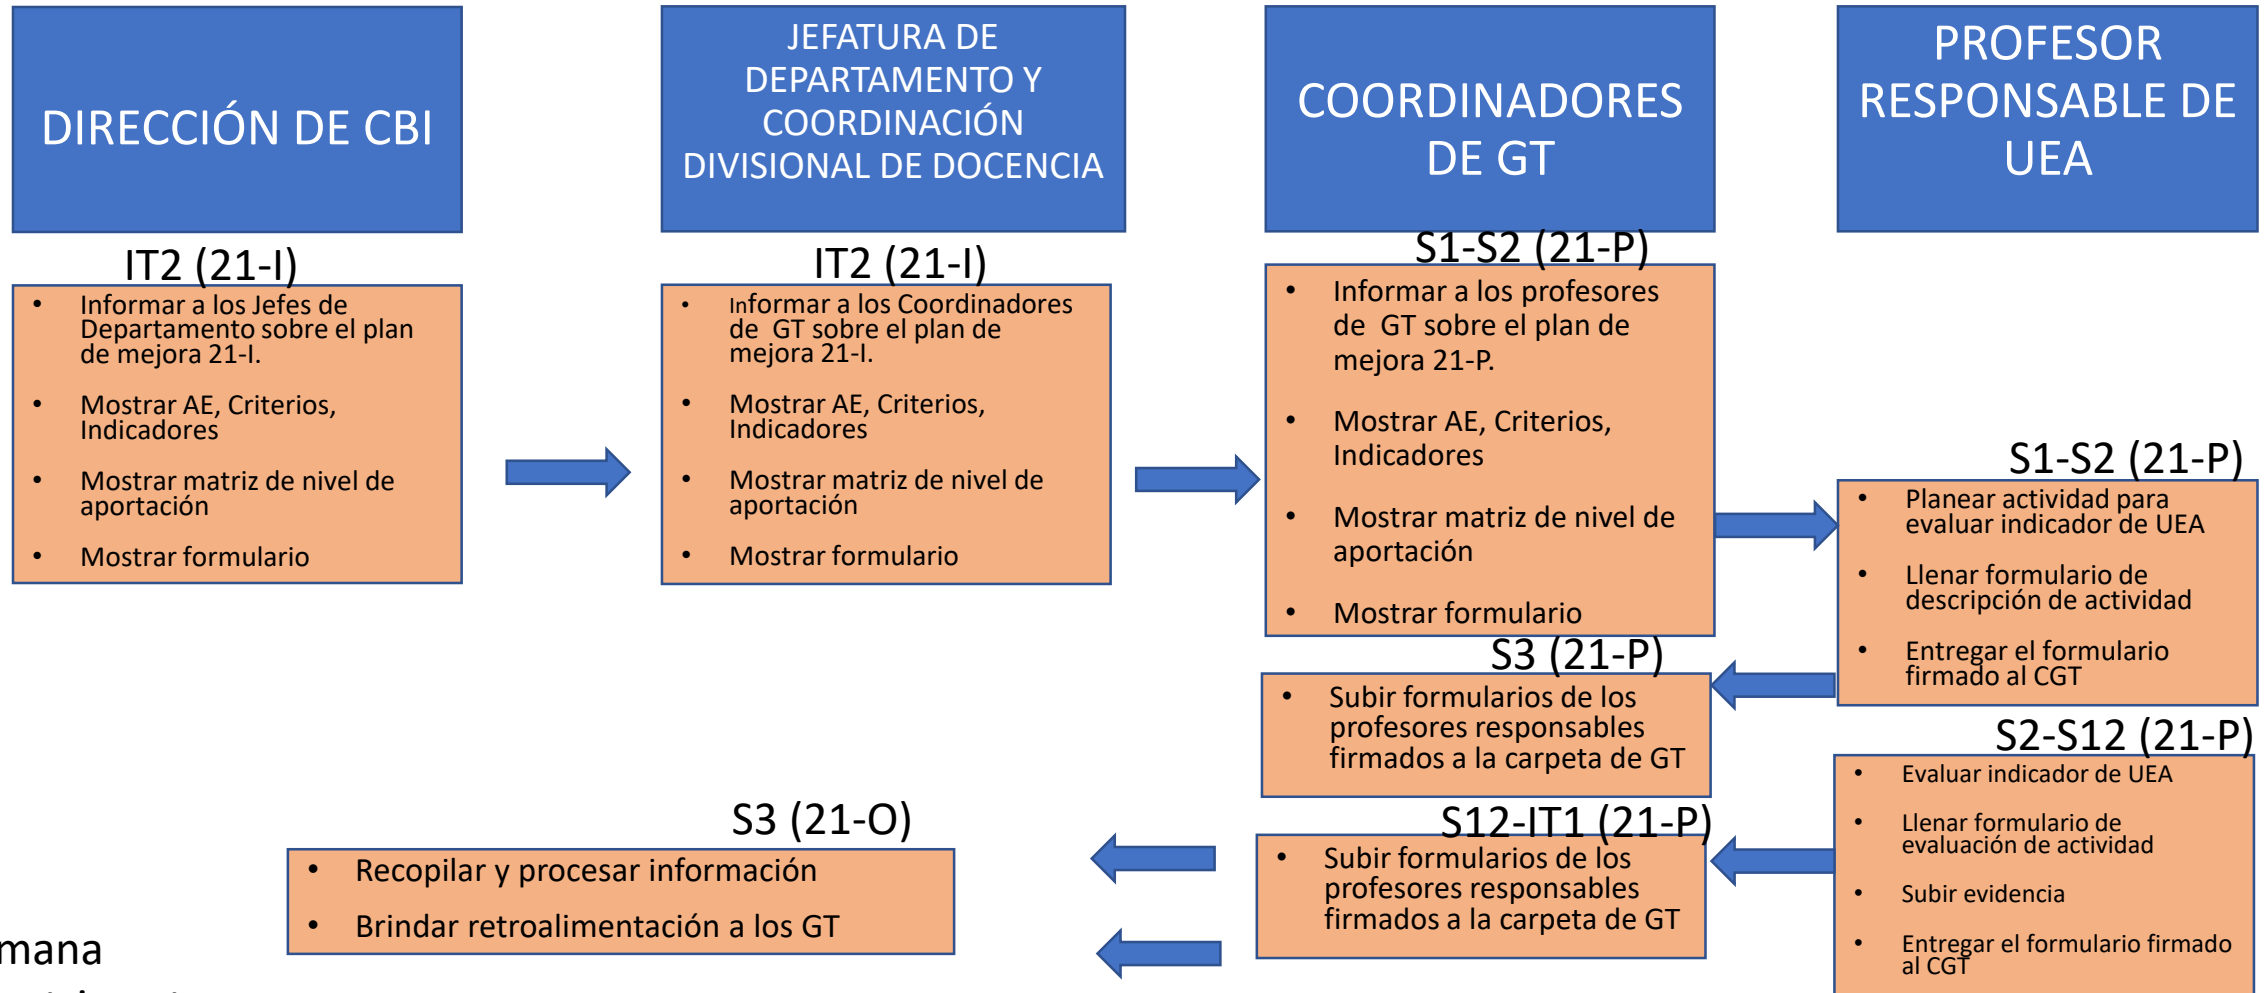 DIRECCIÓN DE CBI
JEFATURA DE
DEPARTAMENTO Y
COORDINACIÓN
DIVISIONAL DE DOCENCIA
COORDINADORES
DE GT
PROFESOR
RESPONSABLE DE
UEA
IT2 (21-I)
• Informar a los Jefes de
Departamento sobre el plan
de mejora 21-I.
• Mostrar AE, Criterios,
Indicadores
• Mostrar matriz de nivel de
aportación
• Mostrar formulario
IT2 (21-I)
• Informar a los Coordinadores
de GT sobre el plan de
mejora 21-I.
• Mostrar AE, Criterios,
Indicadores
• Mostrar matriz de nivel de
aportación
• Mostrar formulario
S1-S2 (21-P)
• Informar a los profesores
de GT sobre el plan de
mejora 21-P.
• Mostrar AE, Criterios,
Indicadores
• Mostrar matriz de nivel de
aportación
• Mostrar formulario
S1-S2 (21-P)
• Planear actividad para
evaluar indicador de UEA
• Llenar formulario de
descripción de actividad
• Entregar el formulario
firmado al CGT
S3 (21-P)
• Subir formularios de los
profesores responsables
firmados a la carpeta de GT
S2-S12 (21-P)
• Evaluar indicador de UEA
• Llenar formulario de
evaluación de actividad
• Subir evidencia
• Entregar el formulario firmado
al CGT
S12-IT1 (21-P)
• Subir formularios de los
profesores responsables
firmados a la carpeta de GT
S3 (21-O)
• Recopilar y procesar información
• Brindar retroalimentación a los GT
mana